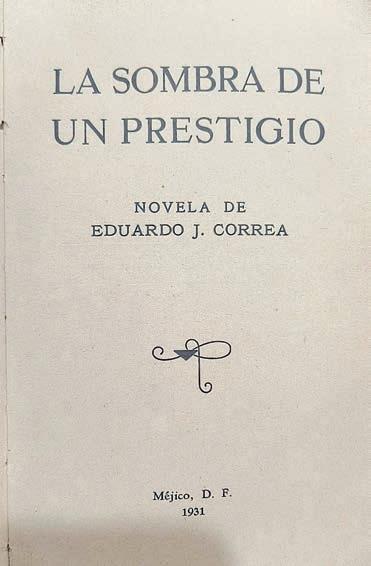 LA SOMBRA DE
UN PRESTIGIO
NOVELA DE
EDUARDO J. CORREA
Méjico, D. F.
1931